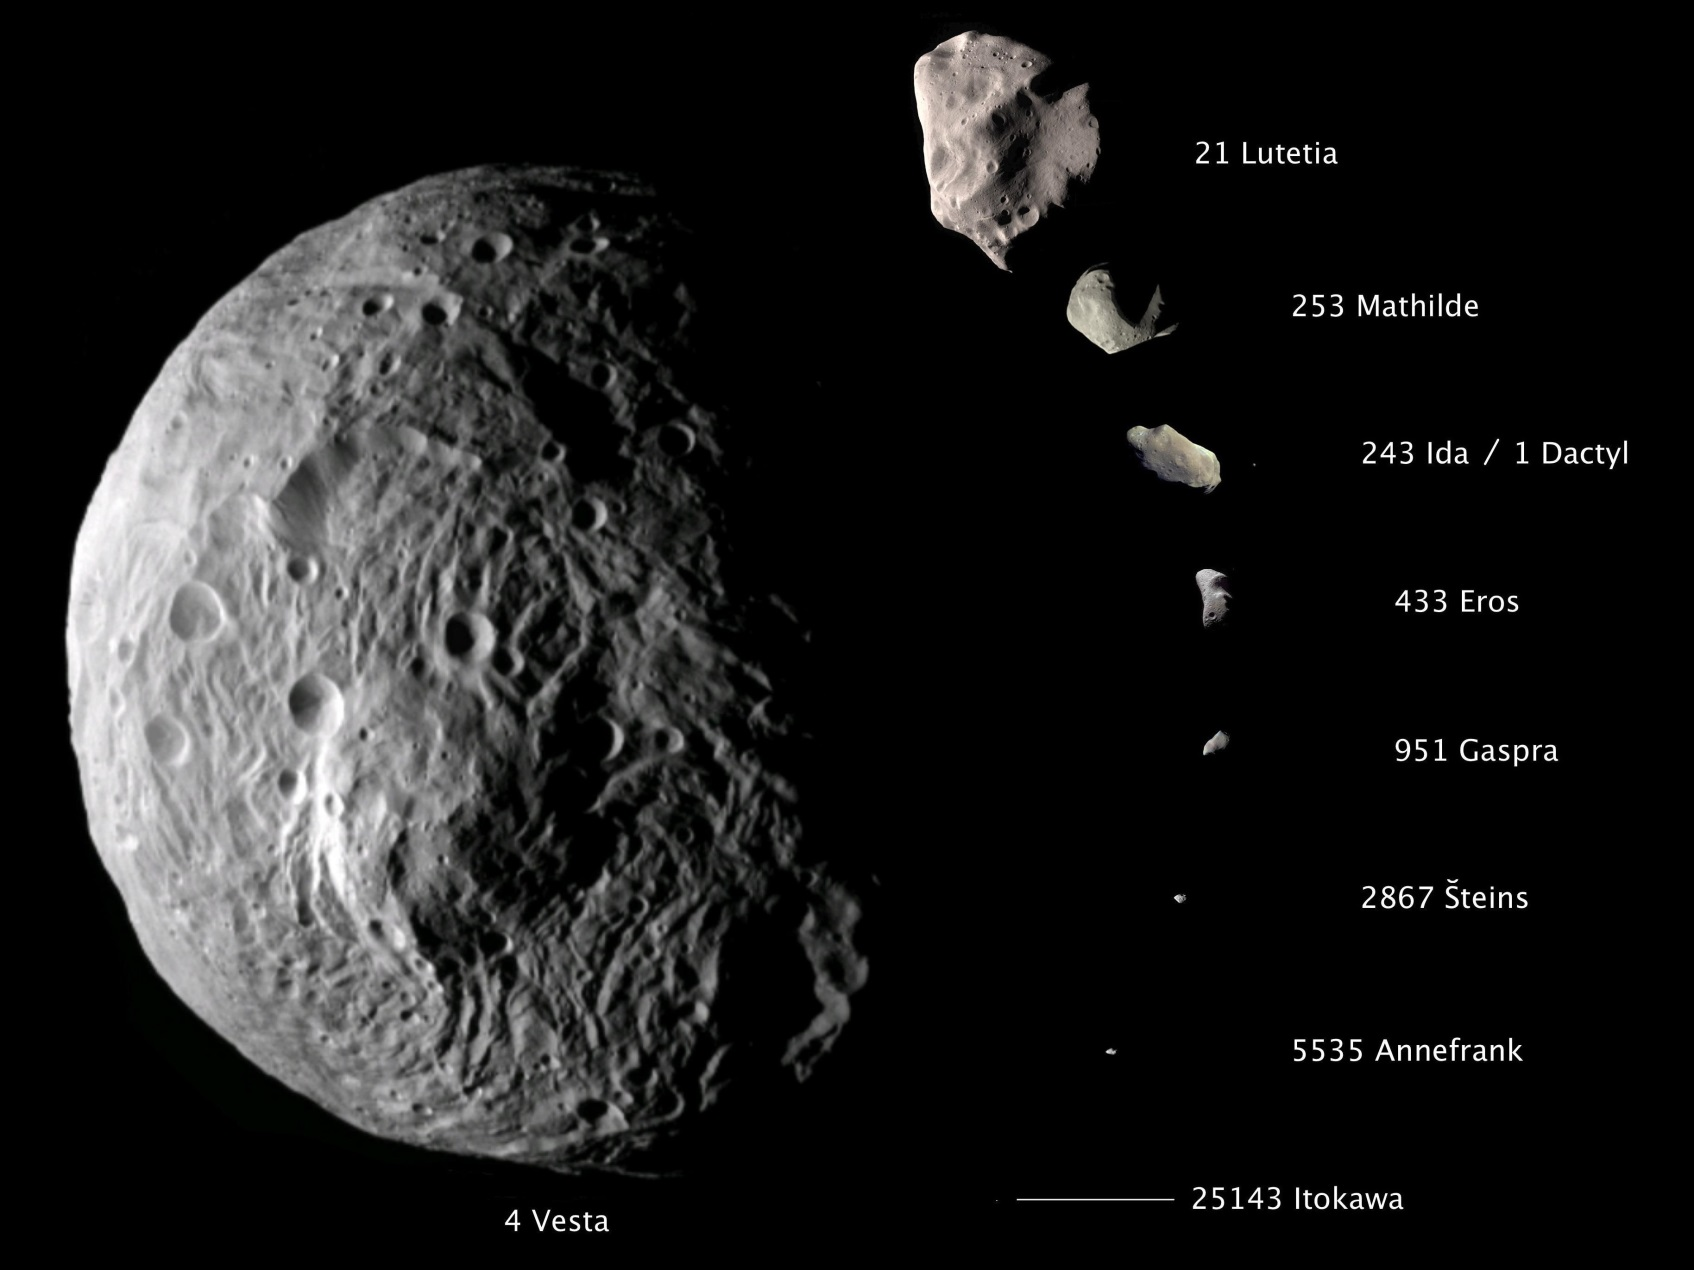 21 Lutetia
253 Mathilde
243 Ida / 1 Dactyl
433 Eros
951 Gaspra
2867 Šteins
5535 Annefrank
25143 Itokawa
4 Vesta